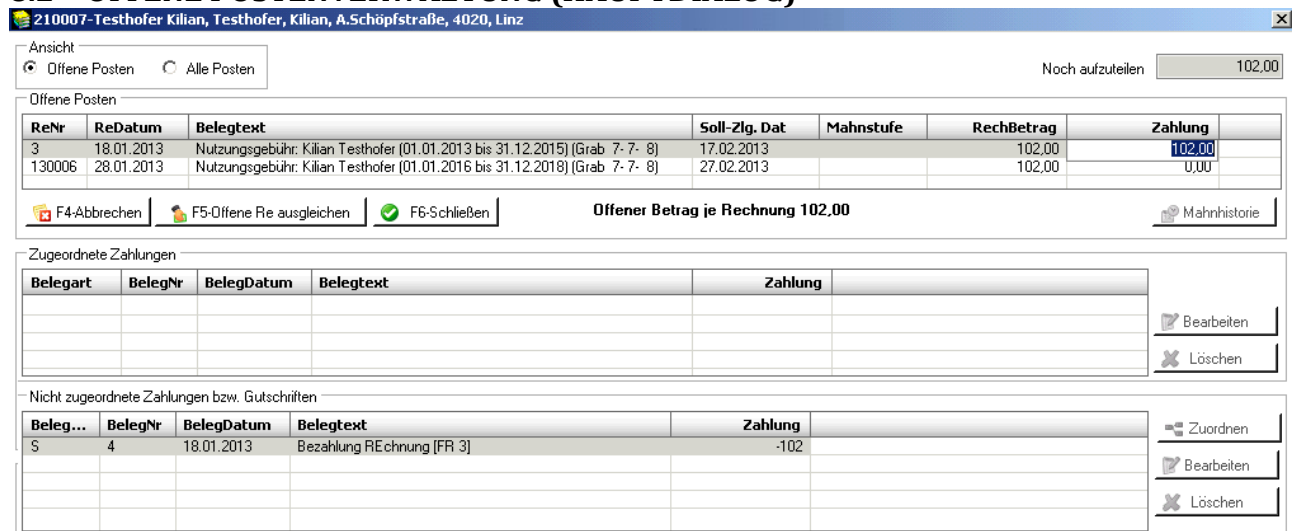 210007-Testhofer Kilian, Testhofer, Kilian, A.Schöpfstraße, 4020, Linz
Ansicht
Offene Posten Alle Posten
Noch aufzuteilen 102,00
Offene Posten
ReNr ReDatum Belegtext Soll-Zlg. Dat Mahnstufe RechBetrag Zahlung
3 18.01.2013 Nutzungsgebühr: Kilian Testhofer (01.01.2013 bis 31.12.2015) (Grab 7- 7- 8) 17.02.2013 102,00 102,00
130006 28.01.2013 Nutzungsgebühr: Kilian Testhofer (01.01.2016 bis 31.12.2018) (Grab 7- 7- 8) 27.02.2013 102,00 0,00
F4-Abbrechen F5-Offene Re ausgleichen F6-Schließen Offener Betrag je Rechnung 102,00 Mahnhistorie
Zugeordnete Zahlungen
Belegart BelegNr BelegDatum Belegtext Zahlung
Bearbeiten
Löschen
Nicht zugeordnete Zahlungen bzw. Gutschriften
Beleg... BelegNr BelegDatum Belegtext Zahlung
Zuordnen
S 4 18.01.2013 Bezahlung REchnung [FR 3] -102
Bearbeiten
Löschen